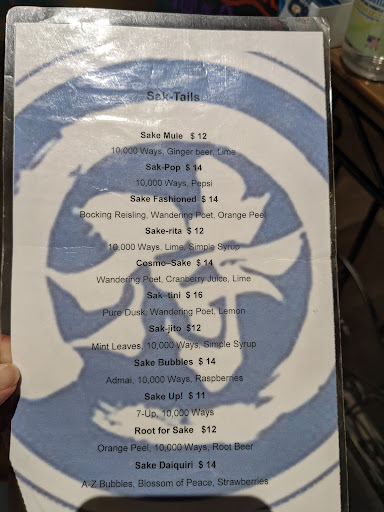 Sak-Tails
Sake Mule $ 12
10,000 Ways, Ginger beer, Lime
Sak-Pop $ 14
10,000 Ways, Pepsi
Sake Fashioned $ 14
Bocking Reisling, Wandering Poet, Orange Peel
Sake-rita $ 12
10,000 Ways, Lime, Simple Syrup
Cosmo-Sake $ 14
Wandering Poet, Cranberry Juice, Lime
Sak-tini $ 16
Pure Dusk, Wandering Poet, Lemon
Sak-jito $12
Mint Leaves, 10,000 Ways, Simple Syrup
Sake Bubbles $ 14
Admai, 10,000 Ways, Raspberries
Sake Up! $ 11
7-Up, 10,000 Ways
Root for Sake $12
Orange Peel, 10,000 Ways, Root Beer
Sake Daiquiri $ 14
A-Z Bubbles, Blossom of Peace, Strawberries